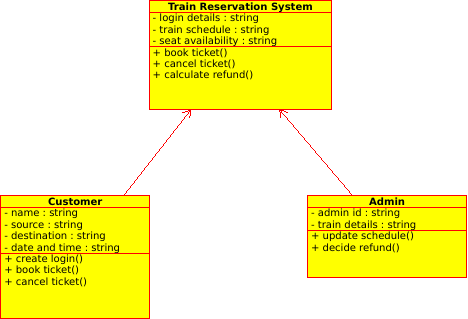 Train Reservation System
- login details : string
- train schedule : string
- seat availability : string
+ book ticket()
+ cancel ticket()
+ calculate refund()
Customer
- name : string
- source : string
- destination : string
- date and time : string
+ create login()
+ book ticket()
+ cancel ticket()
Admin
- admin id : string
- train details : string
+ update schedule()
+ decide refund()